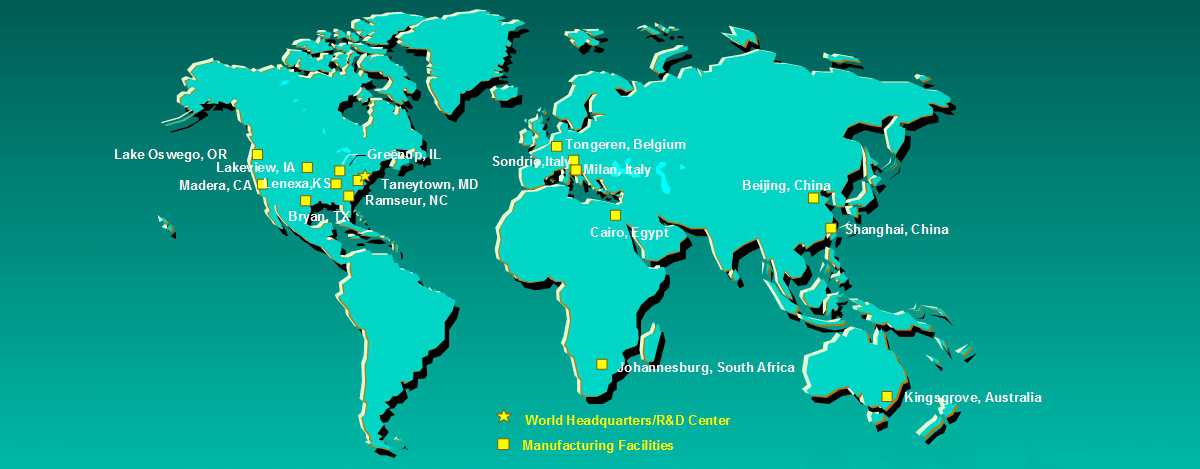 Tongeren, Belgium
Lake Oswego, OR
Greenup, IL
Sondrio,Italy
Lakeview, IA
Milan, Italy
Madera, CA
Lenexa,KS
Taneytown, MD
Beijing, China
Ramseur, NC
Bryan, TX
Cairo, Egypt
Shanghai, China
Johannesburg, South Africa
Kingsgrove, Australia
World Headquarters/R&D Center
Manufacturing Facilities